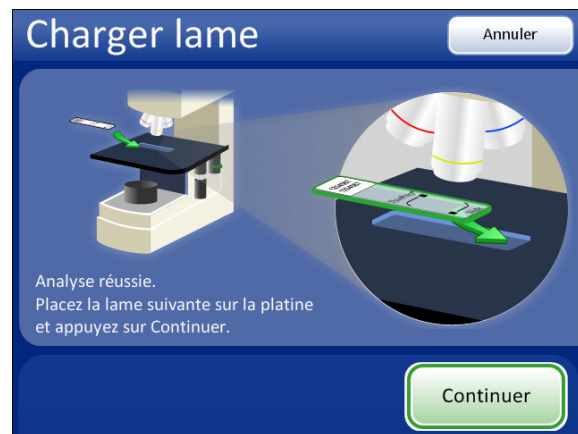 Charger lame
Annuler
Analyse réussie.
Placez la lame suivante sur la platine
et appuyez sur Continuer.
Continuer